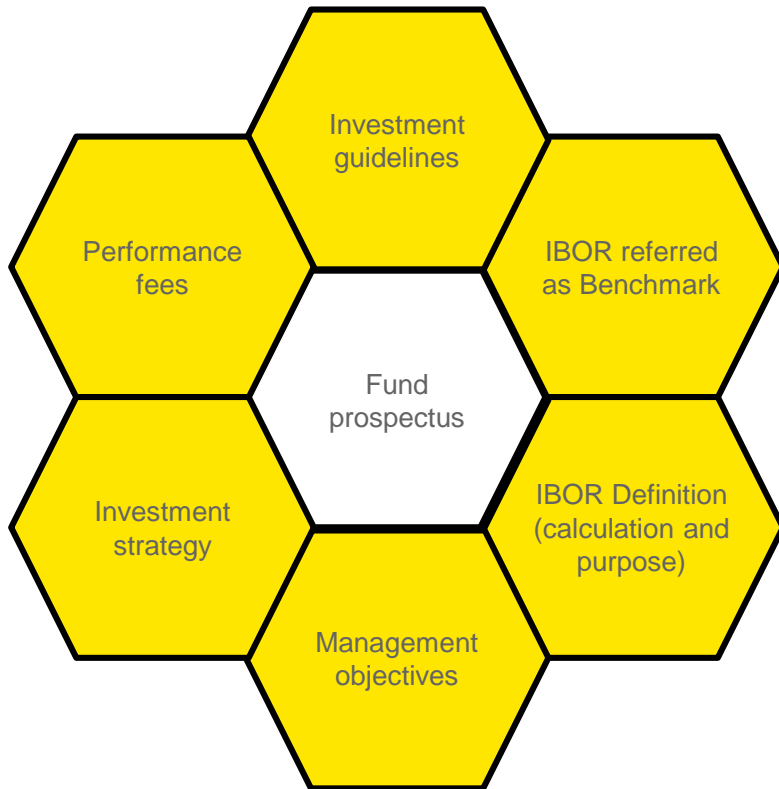 Investment
guidelines
Performance
fees
IBOR referred
as Benchmark
Fund
prospectus
Investment
strategy
IBOR Definition
(calculation and
purpose)
Management
objectives